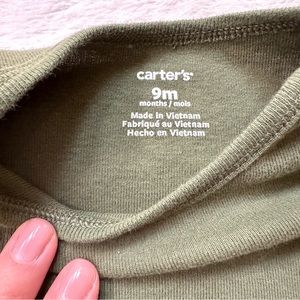 carter's®
9m
months / mois
Made in Vietnam
Fabriqué au Vietnam
Hecho en Vietnam